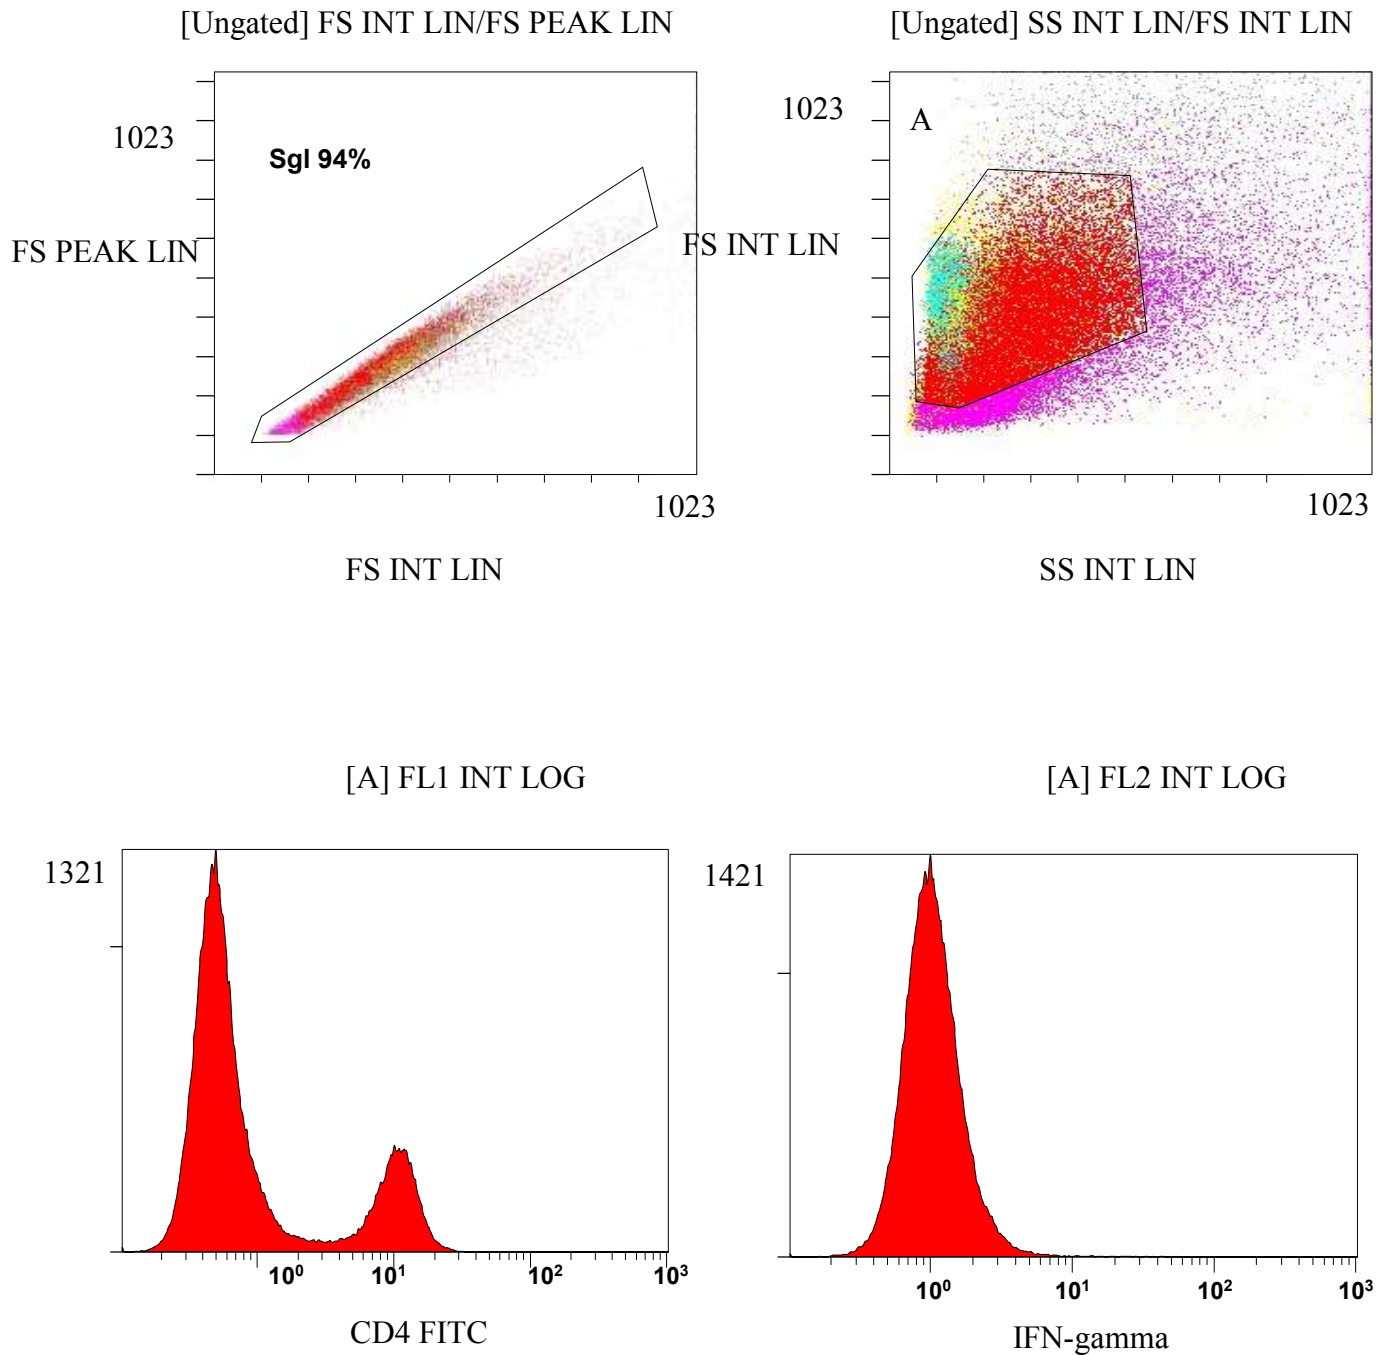 [Ungated] FS INT LIN/FS PEAK LIN
1023
Sgl 94%
FS PEAK LIN
1023
FS INT LIN
[Ungated] SS INT LIN/FS INT LIN
1023
A
FS INT LIN
1023
SS INT LIN
[A] FL1 INT LOG
1321
10⁰ 10¹ 10² 10³
CD4 FITC
[A] FL2 INT LOG
1421
10⁰ 10¹ 10² 10³
IFN-gamma